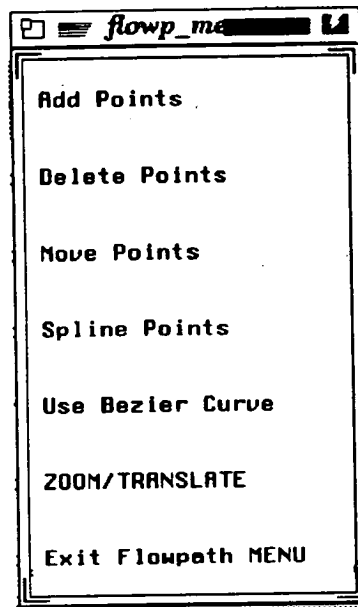 flowp_me
Add Points
Delete Points
Move Points
Spline Points
Use Bezier Curve
ZOOM/TRANSLATE
Exit Flowpath MENU